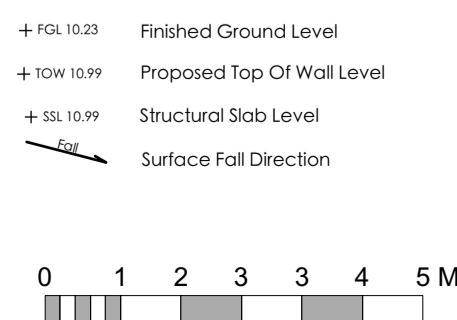 + FGL 10.23 Finished Ground Level
+ TOW 10.99 Proposed Top Of Wall Level
+ SSL 10.99 Structural Slab Level
Fall Surface Fall Direction
0 1 2 3 3 4 5 M